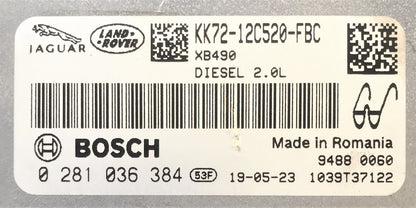 JAGUAR
LAND-ROVER
KK72-12C520-FBC
XB490
DIESEL 2.0L
BOSCH
Made in Romania
9488 0060
0 281 036 384 53F 19-05-23 1039T37122